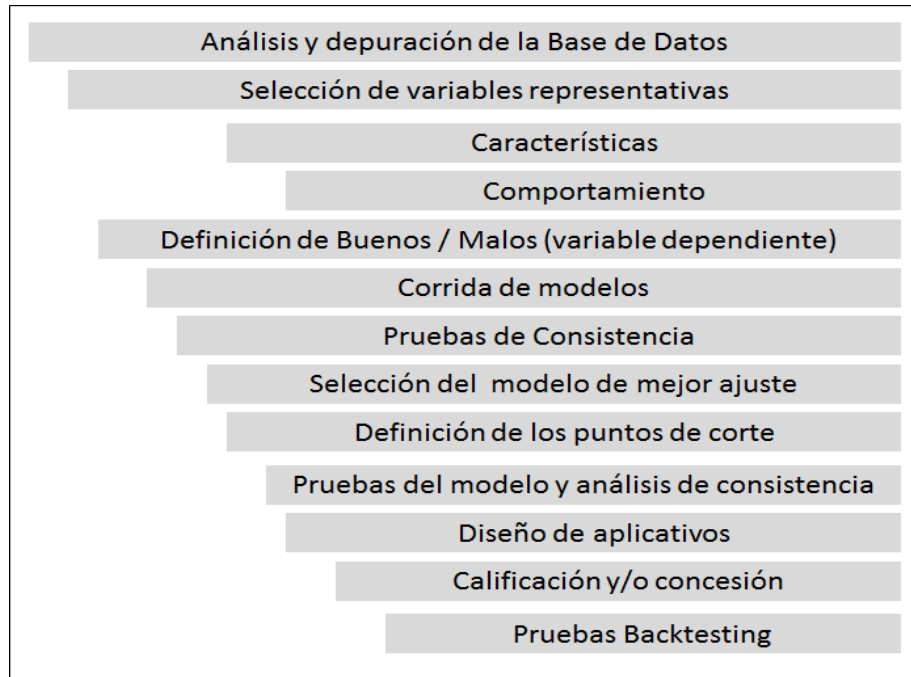 Análisis y depuración de la Base de Datos
Selección de variables representativas
Características
Comportamiento
Definición de Buenos / Malos (variable dependiente)
Corrida de modelos
Pruebas de Consistencia
Selección del modelo de mejor ajuste
Definición de los puntos de corte
Pruebas del modelo y análisis de consistencia
Diseño de aplicativos
Calificación y/o concesión
Pruebas Backtesting